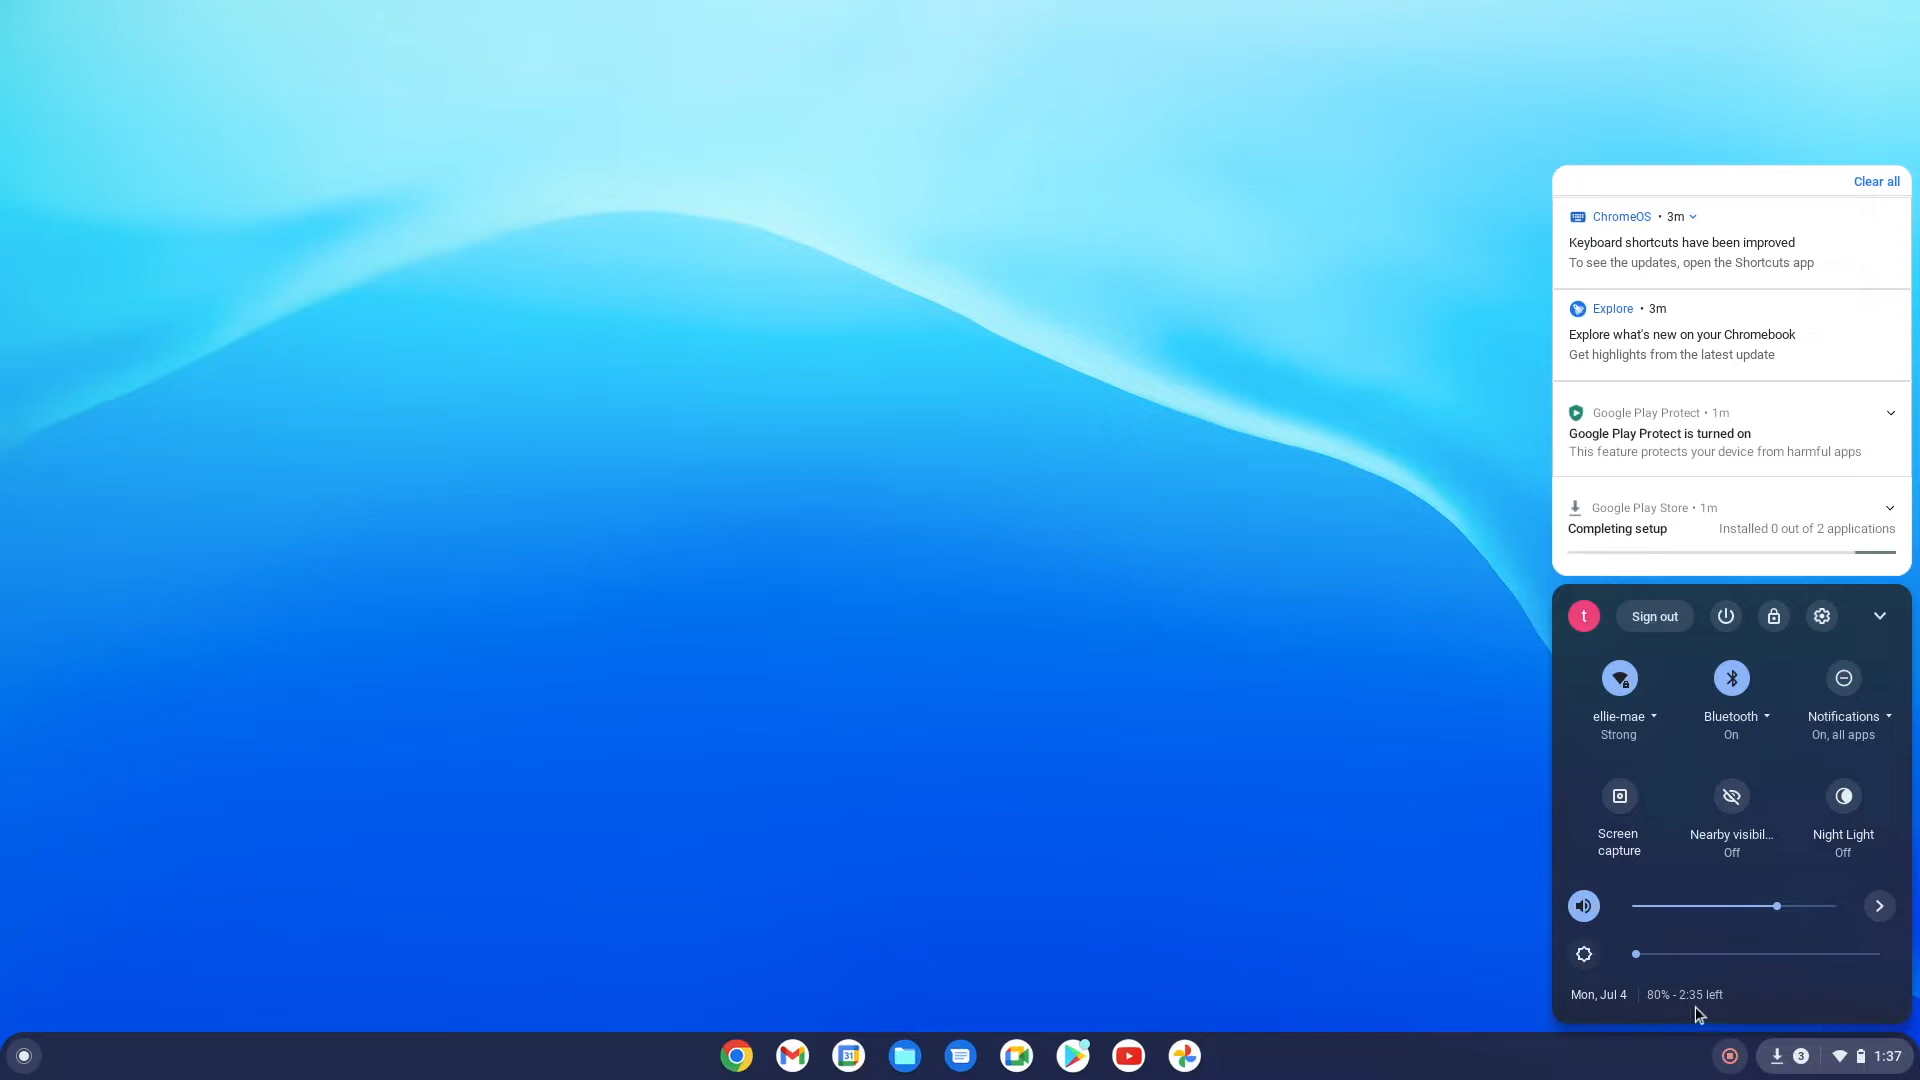 Clear all
ChromeOS • 3m
Keyboard shortcuts have been improved
To see the updates, open the Shortcuts app
Explore • 3m
Explore what's new on your Chromebook
Get highlights from the latest update
Google Play Protect • 1m
Google Play Protect is turned on
This feature protects your device from harmful apps
Google Play Store • 1m
Completing setup Installed 0 out of 2 applications
t Sign out
ellie-mae Bluetooth Notifications
Strong On On, all apps
Screen capture Nearby visibil... Night Light
Off Off
Mon, Jul 4 80% - 2:35 left
31
3 1:37